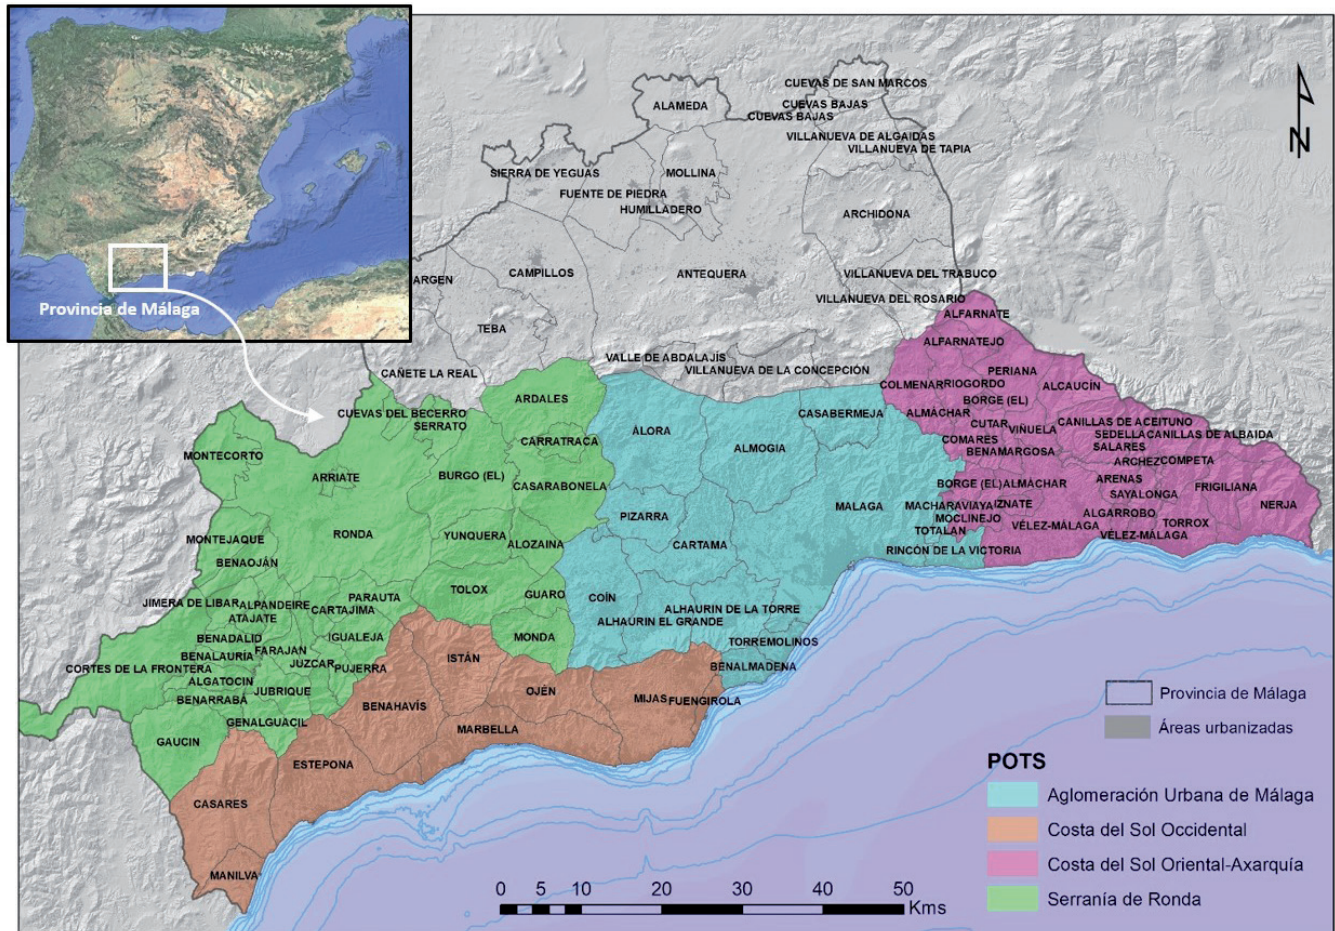 Provincia de Málaga
N
CUEVAS DE SAN MARCOS
ALAMEDA
CUEVAS BAJAS
CUEVAS BAJAS
VILLANUEVA DE ALGAIDAS
VILLANUEVA DE TAPIA
SIERRA DE YEGUAS
MOLLINA
FUENTE DE PIEDRA
HUMILLADERO
ARCHIDONA
ARGEN
CAMPILLOS
ANTEQUERA
VILLANUEVA DEL TRABUCO
VILLANUEVA DEL ROSARIO
TEBA
ALFARNATE
ALFARNATEJO
VALLE DE ABDALAJÍS
VILLANUEVA DE LA CONCEPCIÓN
CAÑETE LA REAL
PERIANA
COLMENAR
RIOGORDO
ALCAUCÍN
ARDALES
BORGE (EL)
CUEVAS DEL BECERRO
SERRATO
CASABERMEJA
ALMÁCHAR
CUTAR
VIÑUELA
CANILLAS DE ACEITUNO
ÁLORA
CARRATRACA
ALMOGIA
COMARES
SEDELLA
CANILLAS DE ALBAIDA
SALARES
BENAMARGOSA
MONTECORTO
ARCHEZ
COMPETA
ARRIATE
BURGO (EL)
CASARABONELA
BORGE (EL)
ALMÁCHAR
ARENAS
SAYALONGA
FRIGILIANA
NERJA
MALAGA
MACHARAVIAYA
IZNATE
MOCLINEJO
ALGARROBO
PIZARRA
TORROX
VÉLEZ-MÁLAGA
TOTALAN
VÉLEZ-MÁLAGA
MONTEJAQUE
RONDA
YUNQUERA
ALOZAINA
CARTAMA
RINCÓN DE LA VICTORIA
BENAOJÁN
TOLOX
GUARO
COÍN
PARAUTA
JIMERA DE LIBAR
ALPANDEIRE
CARTAJIMA
ATAJATE
ALHAURIN DE LA TORRE
ALHAURIN EL GRANDE
BENADALID
IGUALEJA
MONDA
TORREMOLINOS
FARAJAN
BENALAURÍA
JUZCAR
PUJERRA
ISTÁN
BENALMADENA
CORTES DE LA FRONTERA
ALGATOCIN
JUBRIQUE
OJÉN
BENARRABÁ
MIJAS
FUENGIROLA
BENAHAVÍS
GENALGUACIL
MARBELLA
GAUCIN
ESTEPONA
CASARES
MANILVA
Provincia de Málaga
Áreas urbanizadas
POTS
Aglomeración Urbana de Málaga
Costa del Sol Occidental
Costa del Sol Oriental-Axarquía
Serranía de Ronda
0 5 10 20 30 40 50
Kms